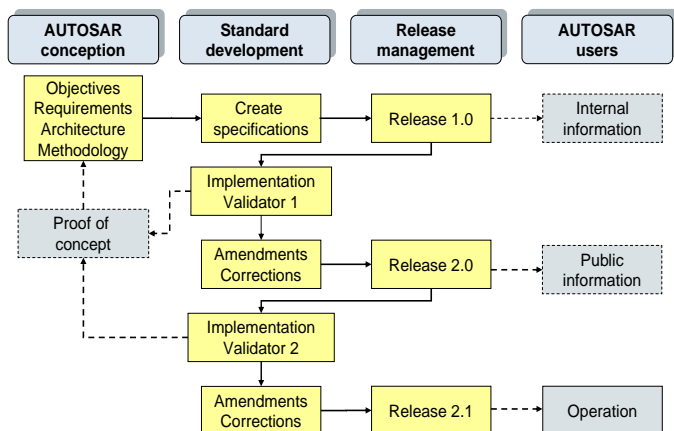 AUTOSAR
conception
Standard
development
Release
management
AUTOSAR
users
Objectives
Requirements
Architecture
Methodology
Create
specifications
Release 1.0
Internal
information
Implementation
Validator 1
Proof of
concept
Amendments
Corrections
Release 2.0
Public
information
Implementation
Validator 2
Amendments
Corrections
Release 2.1
Operation